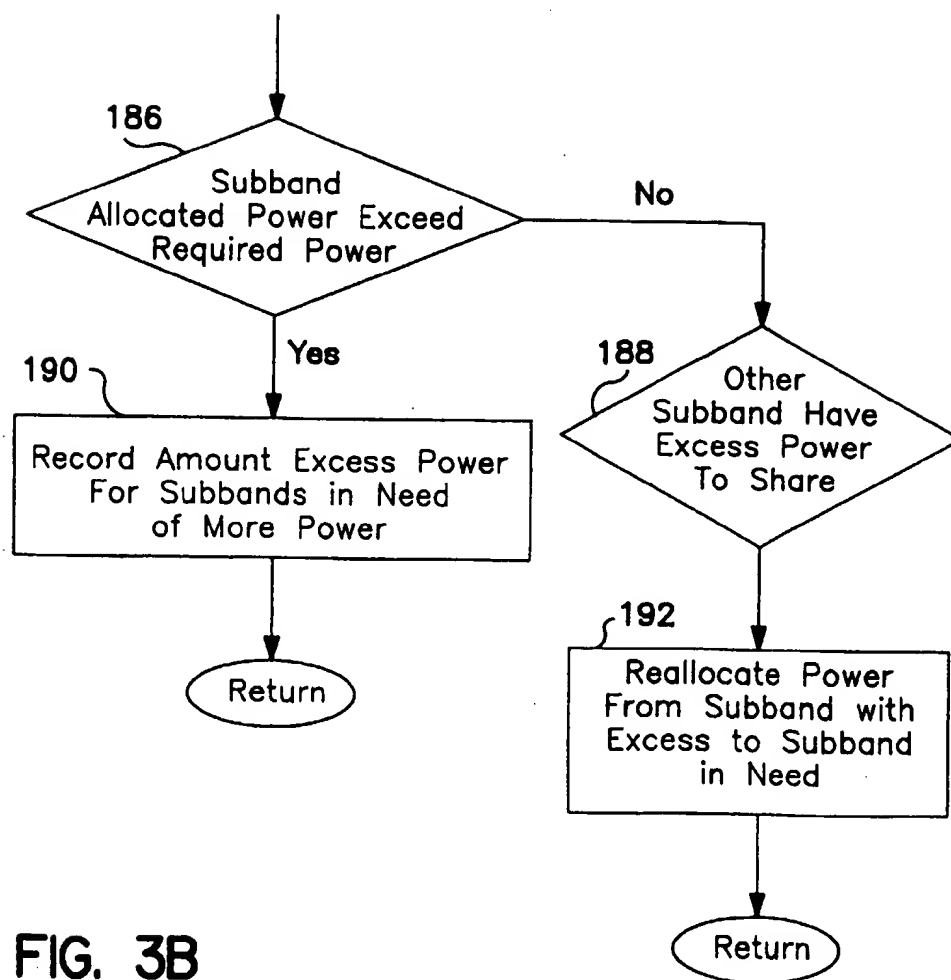 186
Subband
Allocated Power Exceed
Required Power
No
Yes
190
Record Amount Excess Power
For Subbands in Need
of More Power
Return
188
Other
Subband Have
Excess Power
To Share
192
Reallocate Power
From Subband with
Excess to Subband
in Need
Return
FIG. 3B